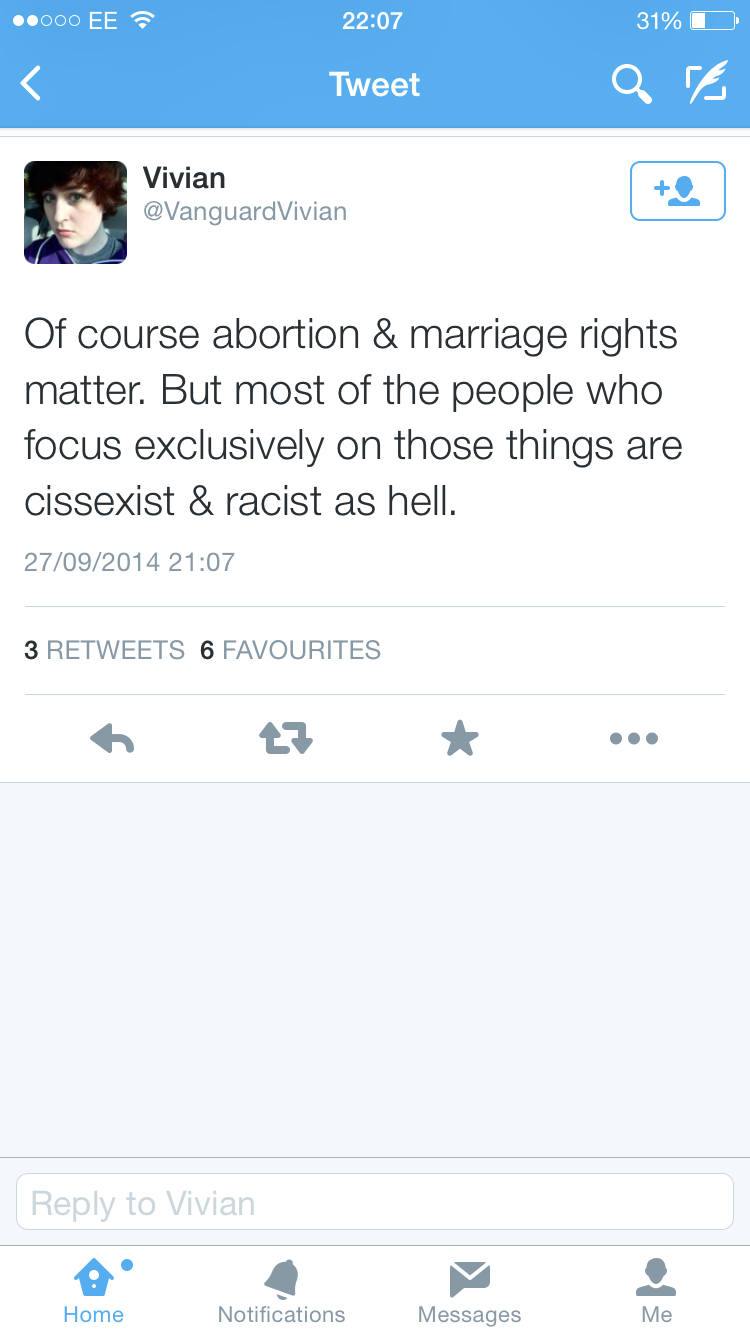 EE 22:07 31%
Tweet
Vivian
@VanguardVivian
Of course abortion & marriage rights
matter. But most of the people who
focus exclusively on those things are
cissexist & racist as hell.
27/09/2014 21:07
3 RETWEETS 6 FAVOURITES
Reply to Vivian
Home Notifications Messages Me